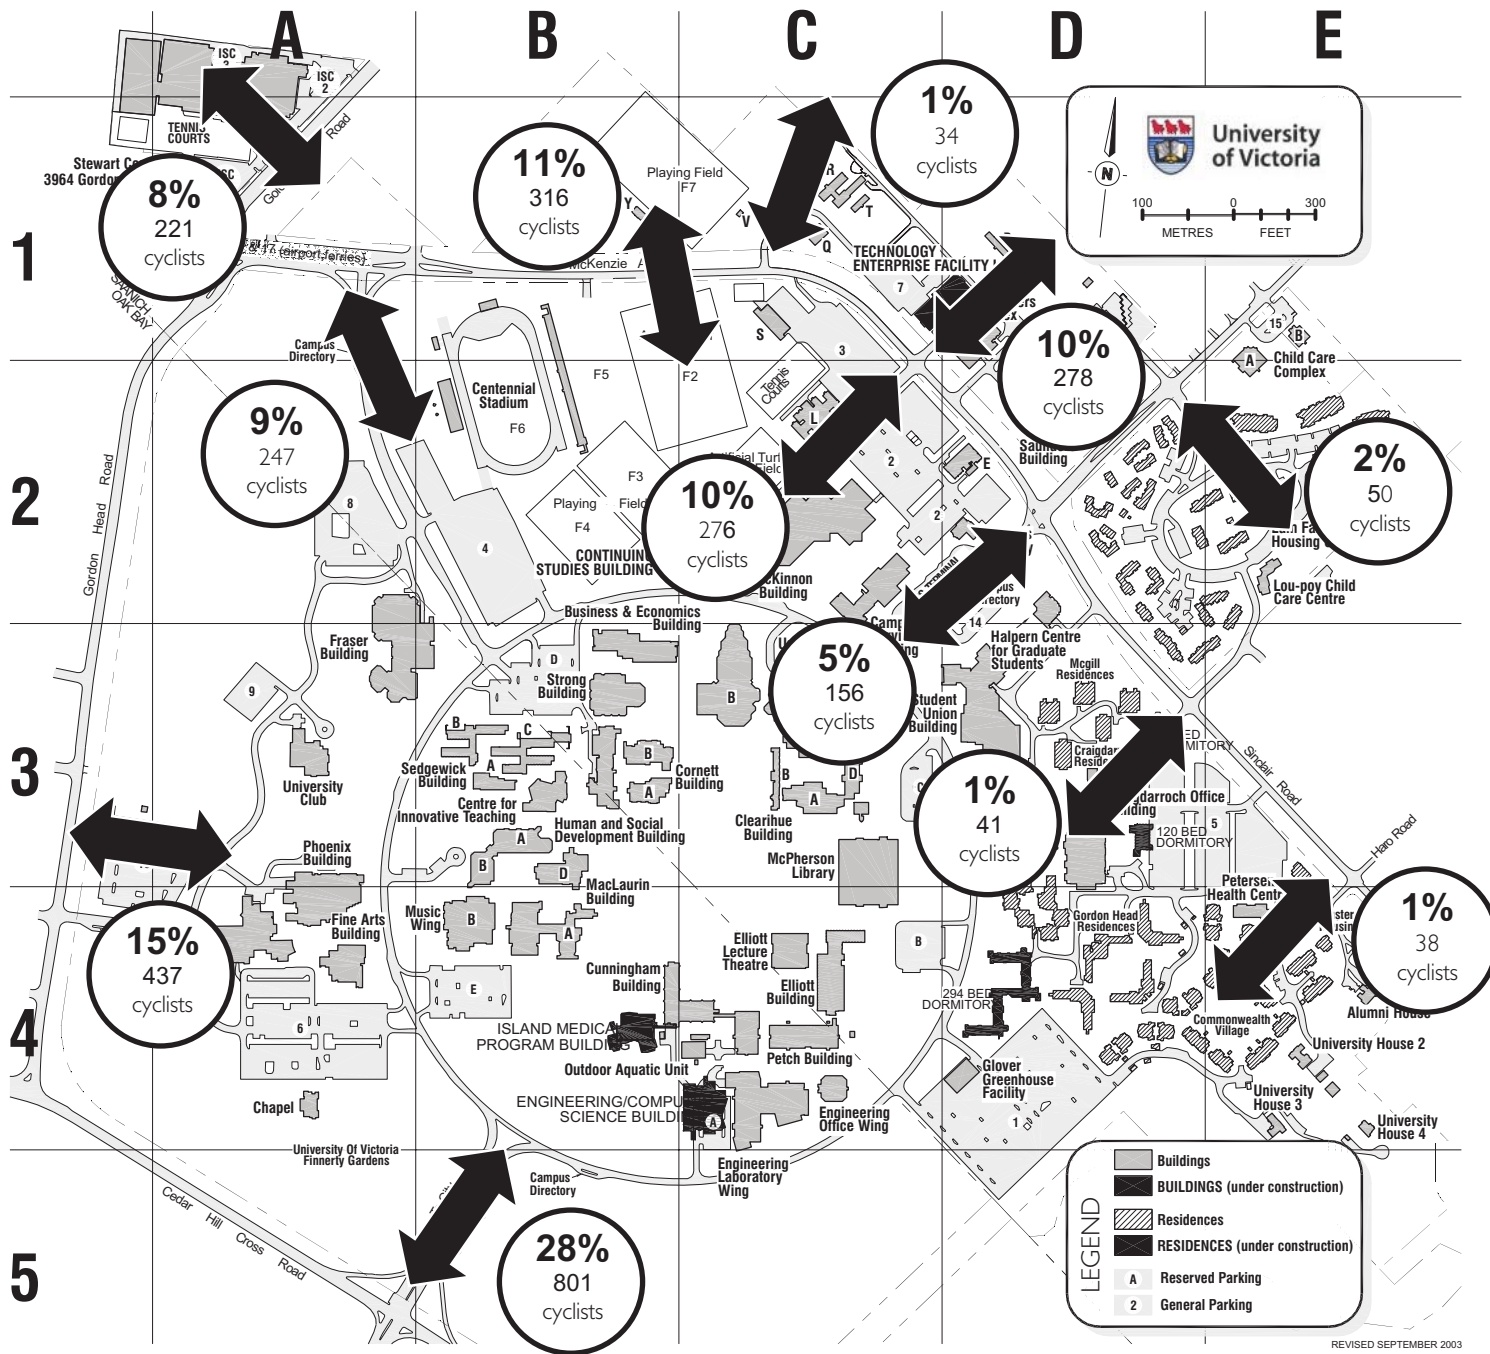 A
B
C
D
E
1
2
3
4
5
ISC
3
ISC
2
TENNIS
COURTS
Road
8%
221
cyclists
11%
316
cyclists
1%
34
cyclists
University
of Victoria
N
100
0
300
METRES
FEET
Playing Field
F7
Y
V
R
T
Q
TECHNOLOGY
ENTERPRISE FACILITY
7
McKenzie
SAANICH
OAK BAY
Campus
Directory
S
3
F5
F2
Centennial
Stadium
F6
Tennis
Courts
L
10%
278
cyclists
15
B
A
Child Care
Complex
9%
247
cyclists
Gordon Head Road
8
4
F3
Playing
Field
F4
CONTINUING
STUDIES BUILDING
10%
276
cyclists
2
E
2
Building
2%
50
cyclists
Housing
Lou-poy Child
Care Centre
McKinnon
Building
Business & Economics
Building
Fraser
Building
D
Strong
Building
B
5%
156
cyclists
14
Halpern Centre
for Graduate
Students
Mcgill
Residences
Student
Union
Building
9
University
Club
B
C
A
Sedgewick
Building
Centre for
Innovative Teaching
B
A
Cornett
Building
Human and Social
Development Building
B
D
A
Clearihue
Building
C
1%
41
cyclists
DORMITORY
Sinclair Road
5
120 BED
DORMITORY
Haro Road
McPherson
Library
Phoenix
Building
A
B
D
MacLaurin
Building
Music
Wing
B
A
15%
437
cyclists
Fine Arts
Building
Elliott
Lecture
Theatre
Elliott
Building
B
Gordon Head
Residences
Petersen
Health Centre
1%
38
cyclists
Cunningham
Building
E
6
294 BED
DORMITORY
Commonwealth
Village
Alumni House
University House 2
ISLAND MEDICAL
PROGRAM BUILDING
Outdoor Aquatic Unit
Petch Building
Glover
Greenhouse
Facility
1
University
House 3
University
House 4
ENGINEERING/COMPU
SCIENCE BUILDI
A
Engineering
Office Wing
Chapel
University Of Victoria
Finnerty Gardens
Campus
Directory
Engineering
Laboratory
Wing
Cedar Hill Cross Road
28%
801
cyclists
LEGEND
Buildings
BUILDINGS (under construction)
Residences
RESIDENCES (under construction)
A Reserved Parking
2 General Parking
REVISED SEPTEMBER 2003